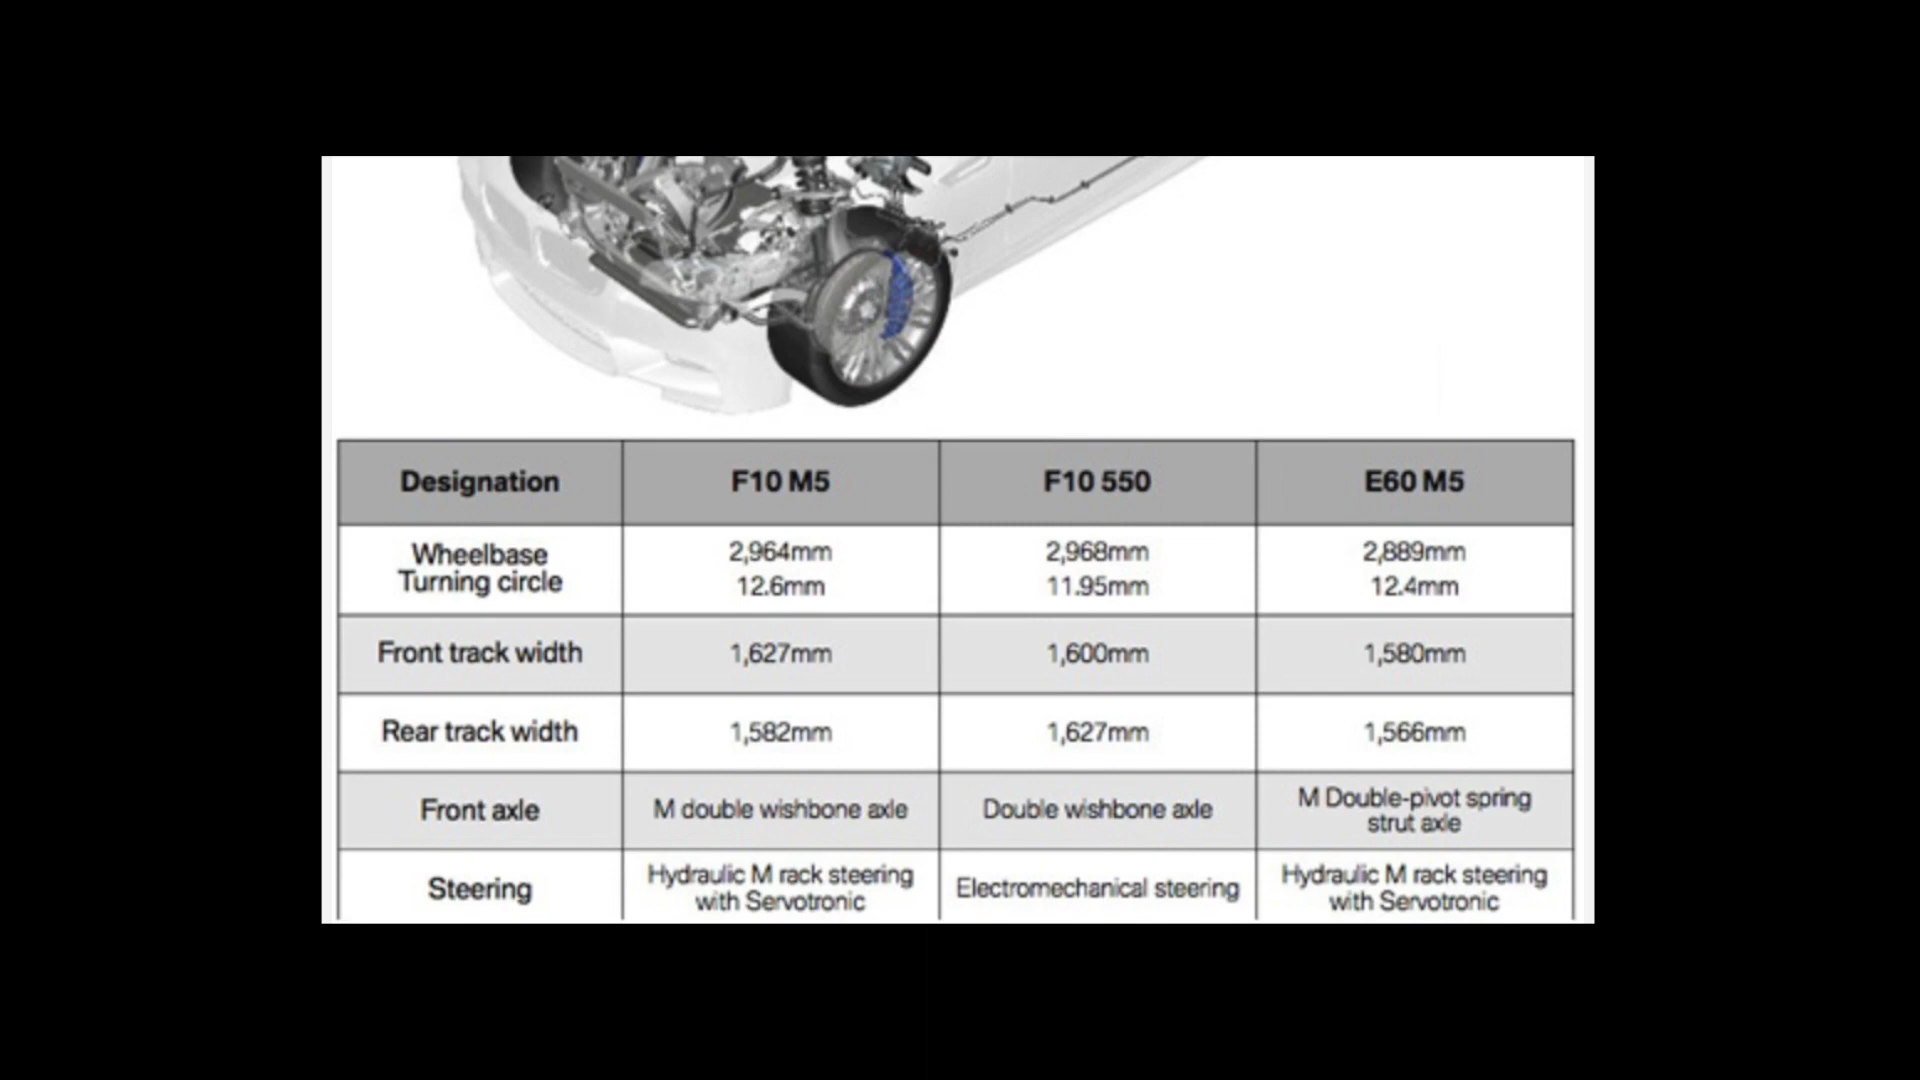 Designation F10 M5 F10 550 E60 M5
Wheelbase 2,964mm 2,968mm 2,889mm
Turning circle 12.6mm 11.95mm 12.4mm
Front track width 1,627mm 1,600mm 1,580mm
Rear track width 1,582mm 1,627mm 1,566mm
Front axle M double wishbone axle Double wishbone axle M Double-pivot spring
strut axle
Steering Hydraulic M rack steering Electromechanical steering Hydraulic M rack steering
with Servotronic with Servotronic